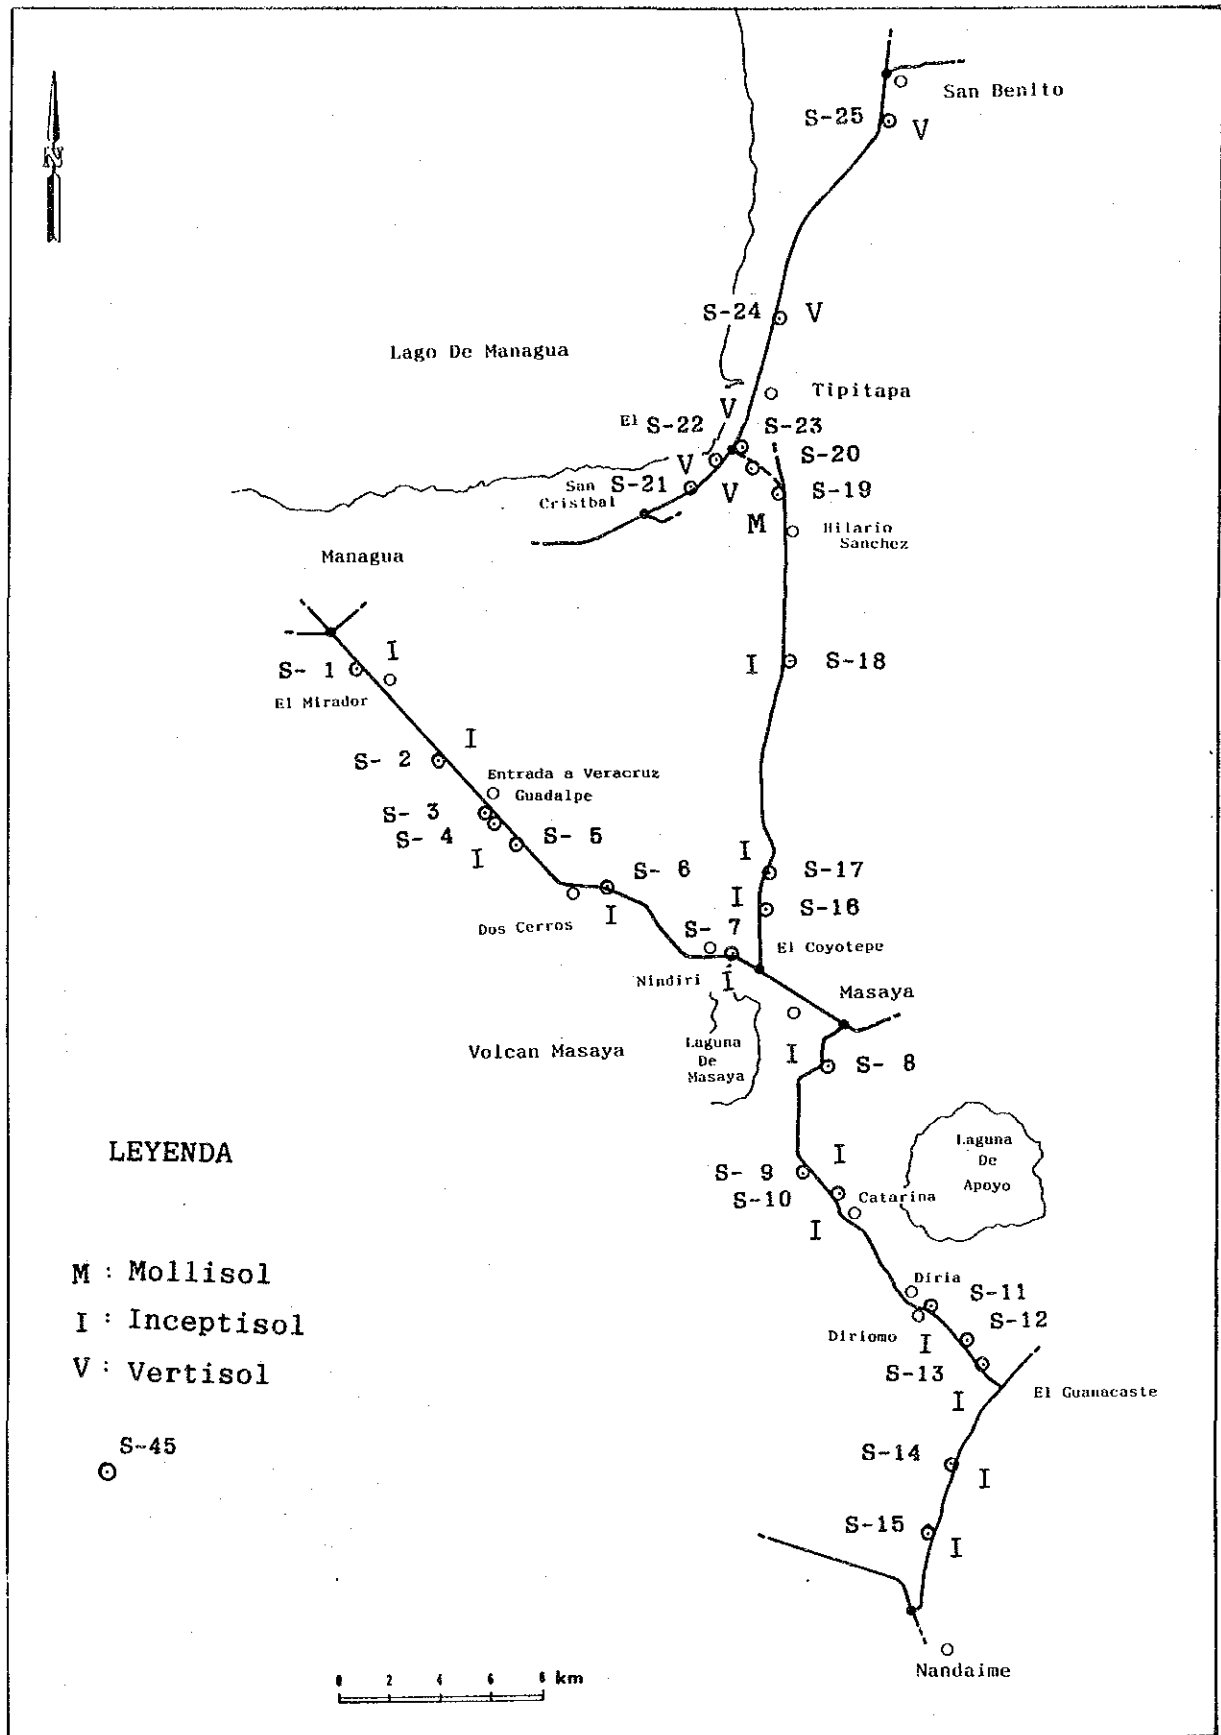 N
San Benito
S-25
V
S-24
V
Lago De Managua
Tipitapa
V
El
S-22
S-23
S-20
V
San
Cristbal
S-21
V
S-19
M
Hilario
Sanchez
Managua
I
S- 1
El Mirador
I
S-18
I
S- 2
Entrada a Veracruz
Guadalpe
S- 3
S- 4
S- 5
I
I
S-17
S- 6
I
I
S-16
Dos Cerros
S- 7
El Coyotepe
Nindiri
I
Masaya
Volcan Masaya
Laguna
De
Masaya
I
S- 8
LEYENDA
Laguna
De
Apoyo
I
S- 9
S-10
Catarina
I
M : Mollisol
I : Inceptisol
V : Vertisol
Diria
S-11
S-12
Diriomo
I
S-13
I
El Guanacaste
S-45
S-14
I
S-15
I
Nandaime
0 2 4 6 8 km